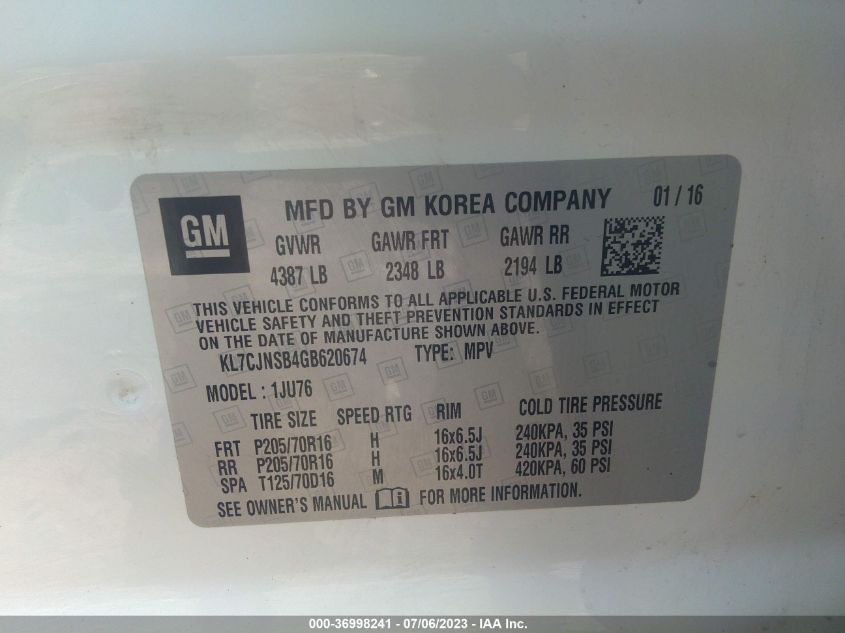 GM
MFD BY GM KOREA COMPANY 01 / 16
GVWR GAWR FRT GAWR RR
4387 LB 2348 LB 2194 LB
THIS VEHICLE CONFORMS TO ALL APPLICABLE U.S. FEDERAL MOTOR
VEHICLE SAFETY AND THEFT PREVENTION STANDARDS IN EFFECT
ON THE DATE OF MANUFACTURE SHOWN ABOVE.
KL7CJNSB4GB620674 TYPE: MPV
MODEL : 1JU76
TIRE SIZE SPEED RTG RIM COLD TIRE PRESSURE
FRT P205/70R16 H 16x6.5J 240KPA, 35 PSI
RR P205/70R16 H 16x6.5J 240KPA, 35 PSI
SPA T125/70D16 M 16x4.0T 420KPA, 60 PSI
SEE OWNER'S MANUAL FOR MORE INFORMATION.
000-36998241 - 07/06/2023 - IAA Inc.